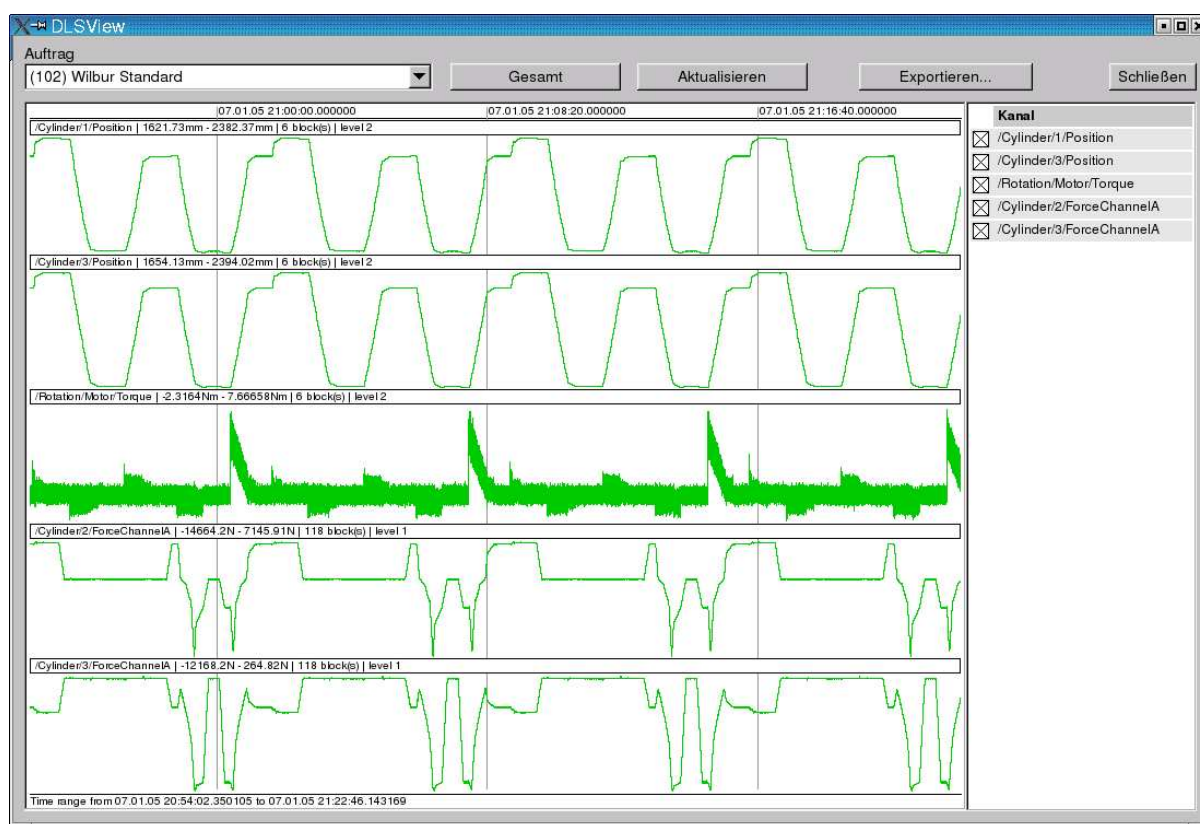 DLSView
Auftrag
(102) Wilbur Standard
Gesamt
Aktualisieren
Exportieren...
Schließen
07.01.05 21:00:00.000000
07.01.05 21:08:20.000000
07.01.05 21:16:40.000000
/Cylinder/1/Position | 1621.73mm - 2382.37mm | 6 block(s) | level 2
/Cylinder/3/Position | 1654.13mm - 2394.02mm | 6 block(s) | level 2
/Rotation/Motor/Torque | -2.3164Nm - 7.66658Nm | 6 block(s) | level 2
/Cylinder/2/ForceChannelA | -14664.2N - 7145.91N | 118 block(s) | level 1
/Cylinder/3/ForceChannelA | -12168.2N - 264.82N | 118 block(s) | level 1
Time range from 07.01.05 20:54:02.350105 to 07.01.05 21:22:46.143169
Kanal
/Cylinder/1/Position
/Cylinder/3/Position
/Rotation/Motor/Torque
/Cylinder/2/ForceChannelA
/Cylinder/3/ForceChannelA